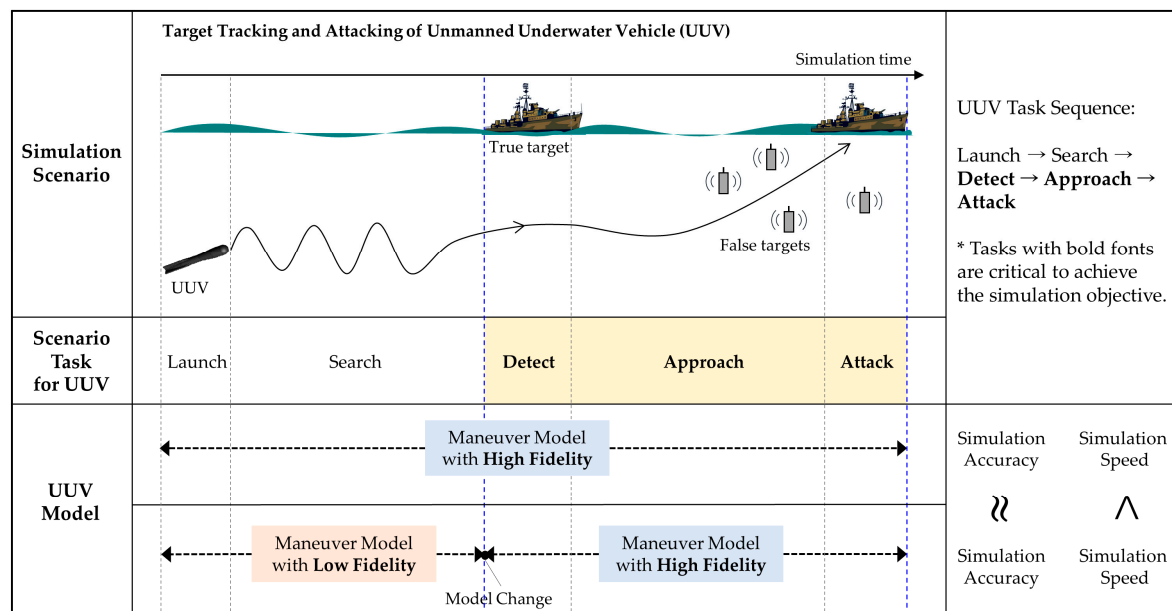 Target Tracking and Attacking of Unmanned Underwater Vehicle (UUV)
Simulation time
Simulation
Scenario
True target
False targets
UUV
UUV Task Sequence:
Launch → Search →
Detect → Approach →
Attack
* Tasks with bold fonts
are critical to achieve
the simulation objective.
Scenario
Task
for UUV
Launch
Search
Detect
Approach
Attack
UUV
Model
Maneuver Model
with High Fidelity
Simulation
Accuracy
Simulation
Speed
≈
<
Maneuver Model
with Low Fidelity
Maneuver Model
with High Fidelity
Model Change
Simulation
Accuracy
Simulation
Speed